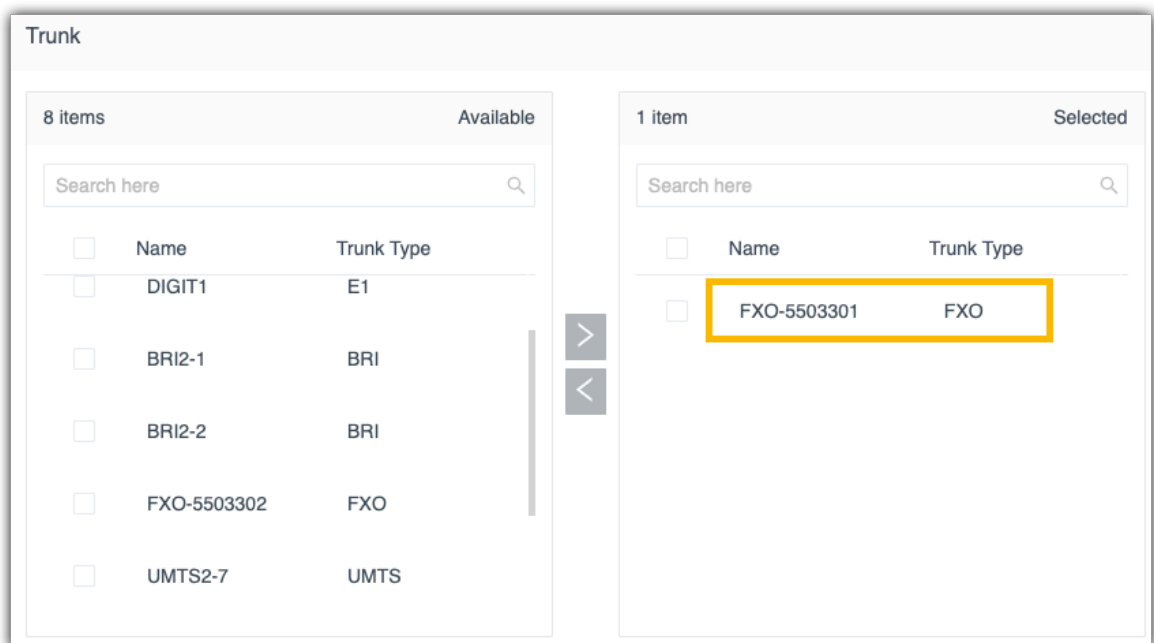 Trunk
8 items Available
Search here
Name Trunk Type
DIGIT1 E1
BRI2-1 BRI
BRI2-2 BRI
FXO-5503302 FXO
UMTS2-7 UMTS
1 item Selected
Search here
Name Trunk Type
FXO-5503301 FXO